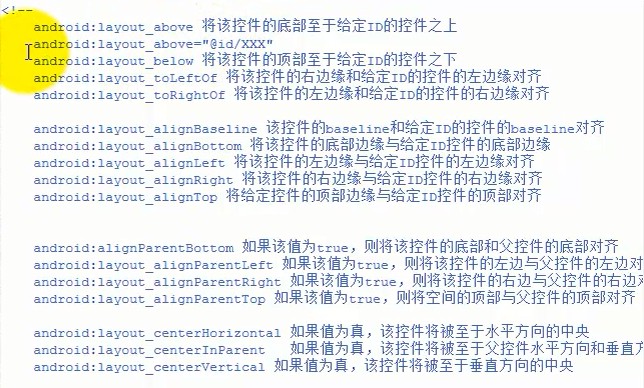 <!--
android:layout_above 将该控件的底部至于给定ID的控件之上
android:layout_above="@id/XXX"
android:layout_below 将该控件的顶部至于给定ID的控件之下
android:layout_toLeftOf 将该控件的右边缘和给定ID的控件的左边缘对齐
android:layout_toRightOf 将该控件的左边缘和给定ID的控件的右边缘对齐
android:layout_alignBaseline 该控件的baseline和给定ID的控件的baseline对齐
android:layout_alignBottom 将该控件的底部边缘与给定ID控件的底部边缘
android:layout_alignLeft 将该控件的左边缘与给定ID控件的左边缘对齐
android:layout_alignRight 将该控件的右边缘与给定ID控件的右边缘对齐
android:layout_alignTop 将给定控件的顶部边缘与给定ID控件的顶部对齐
android:alignParentBottom 如果该值为true，则将该控件的底部和父控件的底部对齐
android:layout_alignParentLeft 如果该值为true，则将该控件的左边与父控件的左边对
android:layout_alignParentRight 如果该值为true，则将该控件的右边与父控件的右边对
android:layout_alignParentTop 如果该值为true，则将空间的顶部与父控件的顶部对齐
android:layout_centerHorizontal 如果值为真，该控件将被至于水平方向的中央
android:layout_centerInParent 如果值为真，该控件将被至于父控件水平方向和垂直方
android:layout_centerVertical 如果值为真，该控件将被至于垂直方向的中央